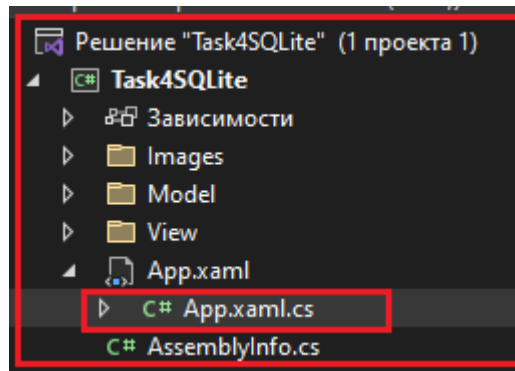 Решение "Task4SQLite" (1 проекта 1)
C# Task4SQLite
Зависимости
Images
Model
View
App.xaml
C# App.xaml.cs
C# AssemblyInfo.cs